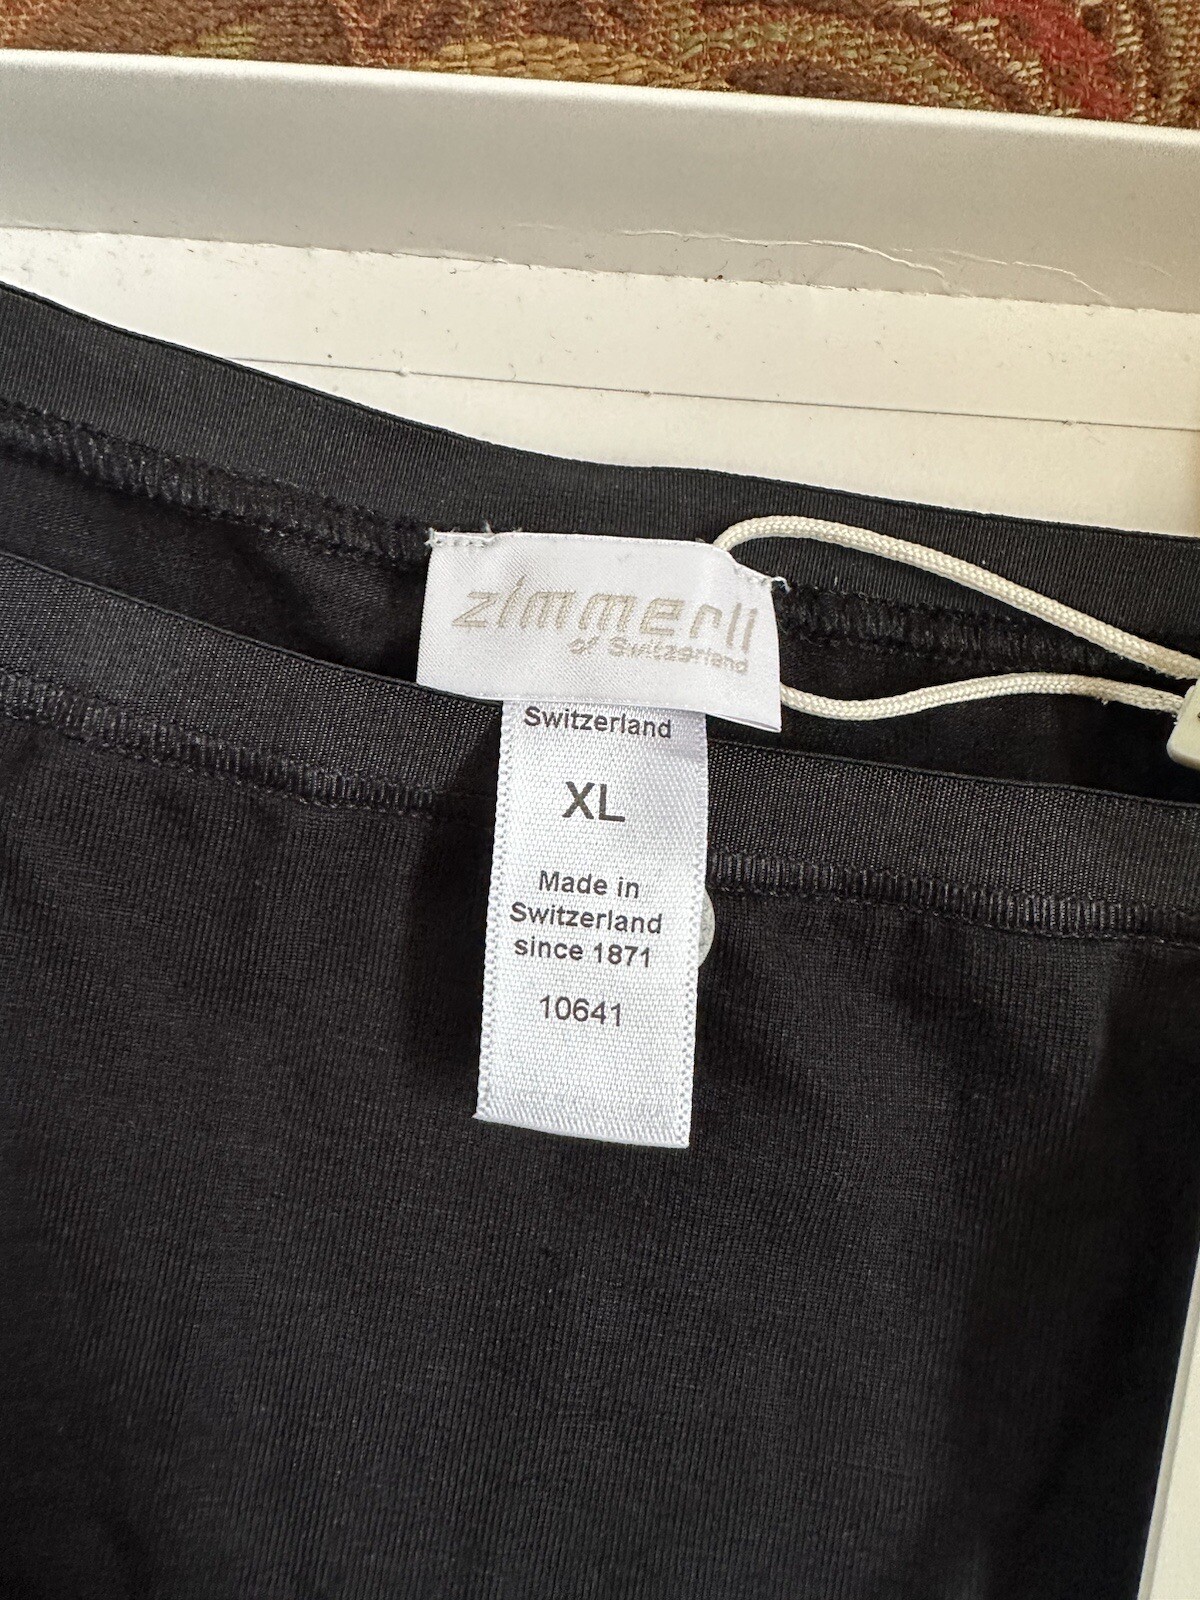 zimmerli
of Switzerland
Switzerland
XL
Made in
Switzerland
since 1871
10641